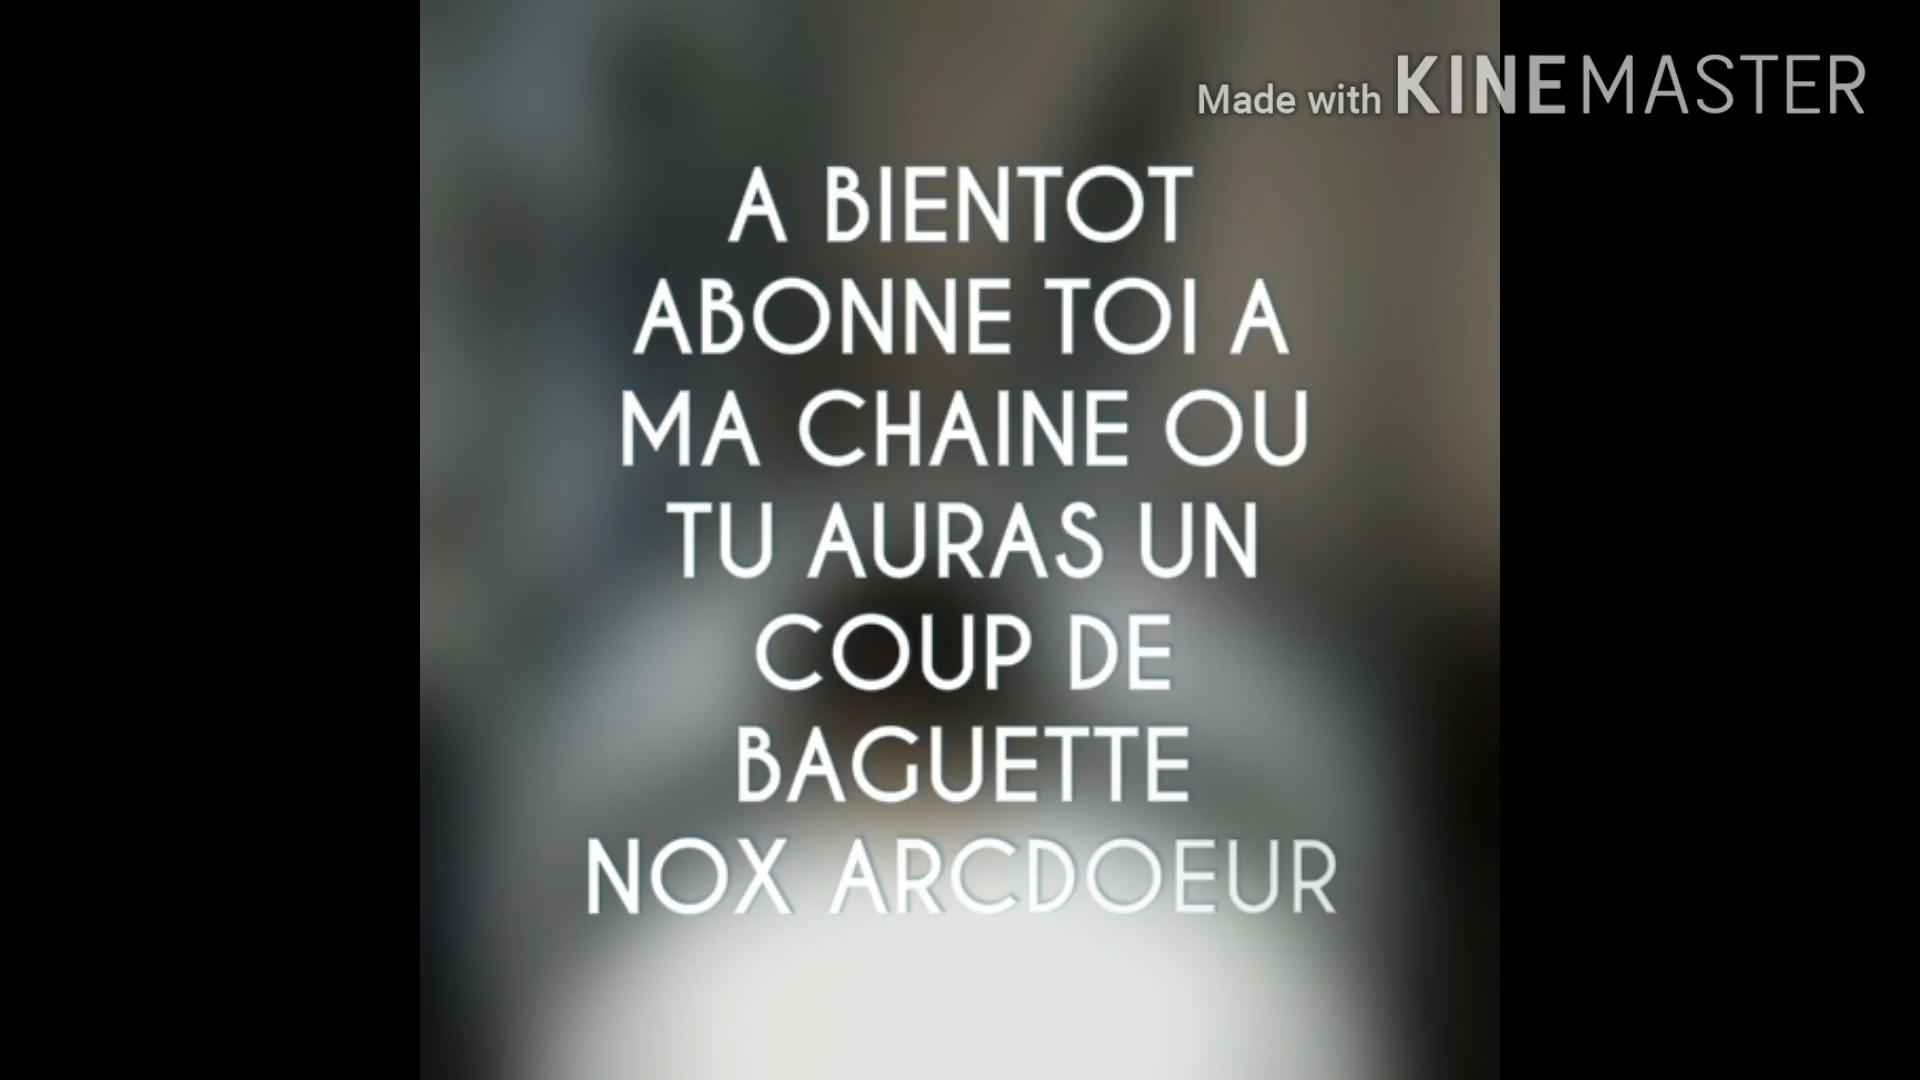 Made with KINEMASTER
A BIENTOT
ABONNE TOI A
MA CHAINE OU
TU AURAS UN
COUP DE
BAGUETTE
NOX ARCDOEUR